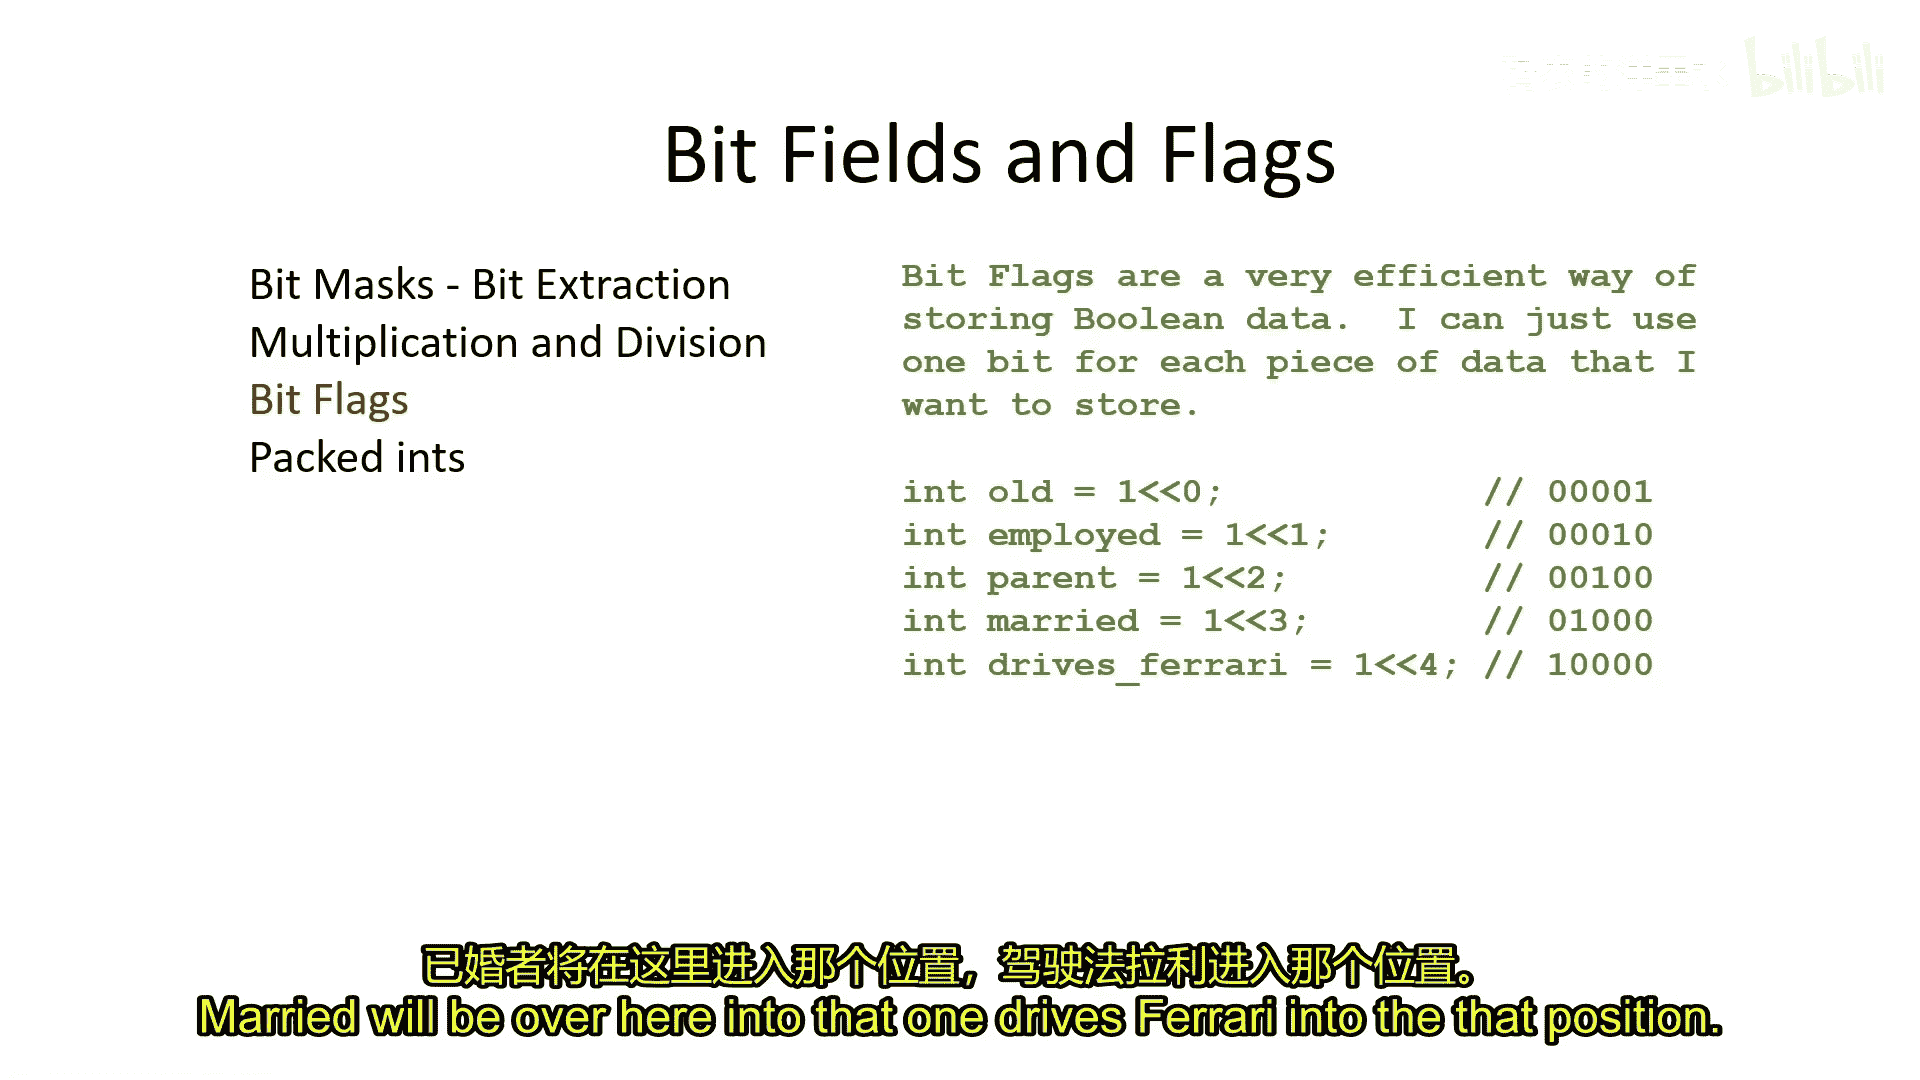 bilibili
Bit Fields and Flags
Bit Masks - Bit Extraction
Multiplication and Division
Bit Flags
Packed ints
Bit Flags are a very efficient way of
storing Boolean data.  I can just use
one bit for each piece of data that I
want to store.
int old = 1<<0;            // 00001
int employed = 1<<1;       // 00010
int parent = 1<<2;         // 00100
int married = 1<<3;        // 01000
int drives_ferrari = 1<<4; // 10000
已婚者将在这里进入那个位置，驾驶法拉利进入那个位置。
Married will be over here into that one drives Ferrari into the that position.